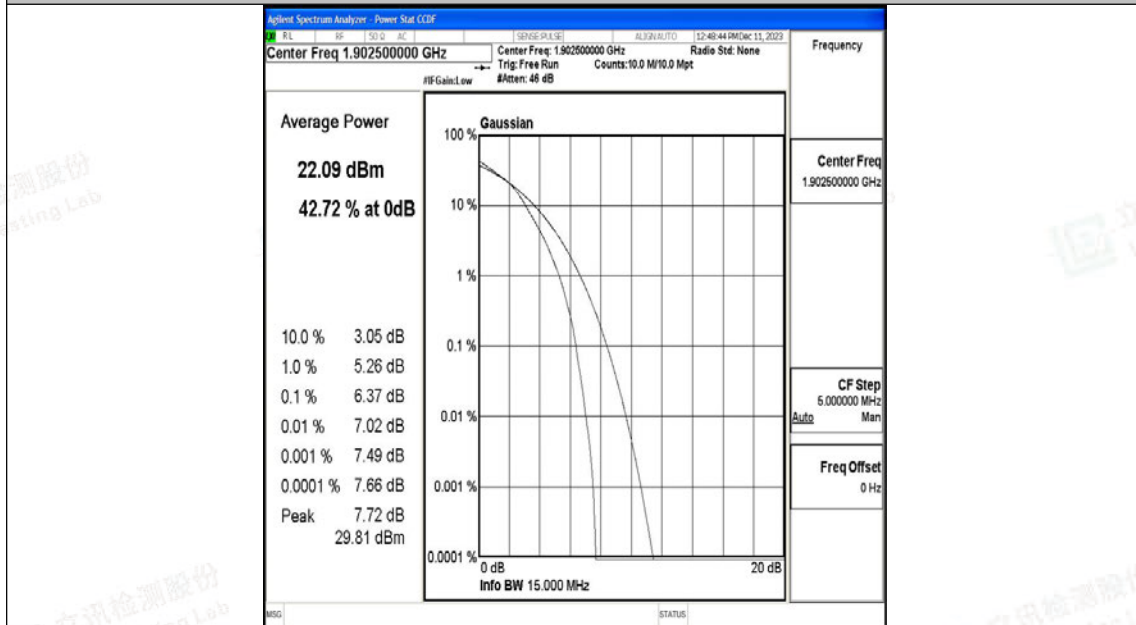 Agilent Spectrum Analyzer - Power Stat CCDF
RL RF 50 Ω AC SENSE:PULSE ALIGNAUTO 12:48:44 PM Dec 11, 2023
Center Freq 1.902500000 GHz
Center Freq: 1.902500000 GHz Radio Std: None
Trig: Free Run Counts:10.0 M/10.0 Mpt
#IFGain:Low #Atten: 46 dB
Frequency
Average Power
22.09 dBm
42.72 % at 0dB
10.0 % 3.05 dB
1.0 % 5.26 dB
0.1 % 6.37 dB
0.01 % 7.02 dB
0.001 % 7.49 dB
0.0001 % 7.66 dB
Peak 7.72 dB
29.81 dBm
Gaussian
100 %
10 %
1 %
0.1 %
0.01 %
0.001 %
0.0001 %
0 dB 20 dB
Info BW 15.000 MHz
Center Freq
1.902500000 GHz
CF Step
5.000000 MHz
Auto Man
Freq Offset
0 Hz
MSG STATUS